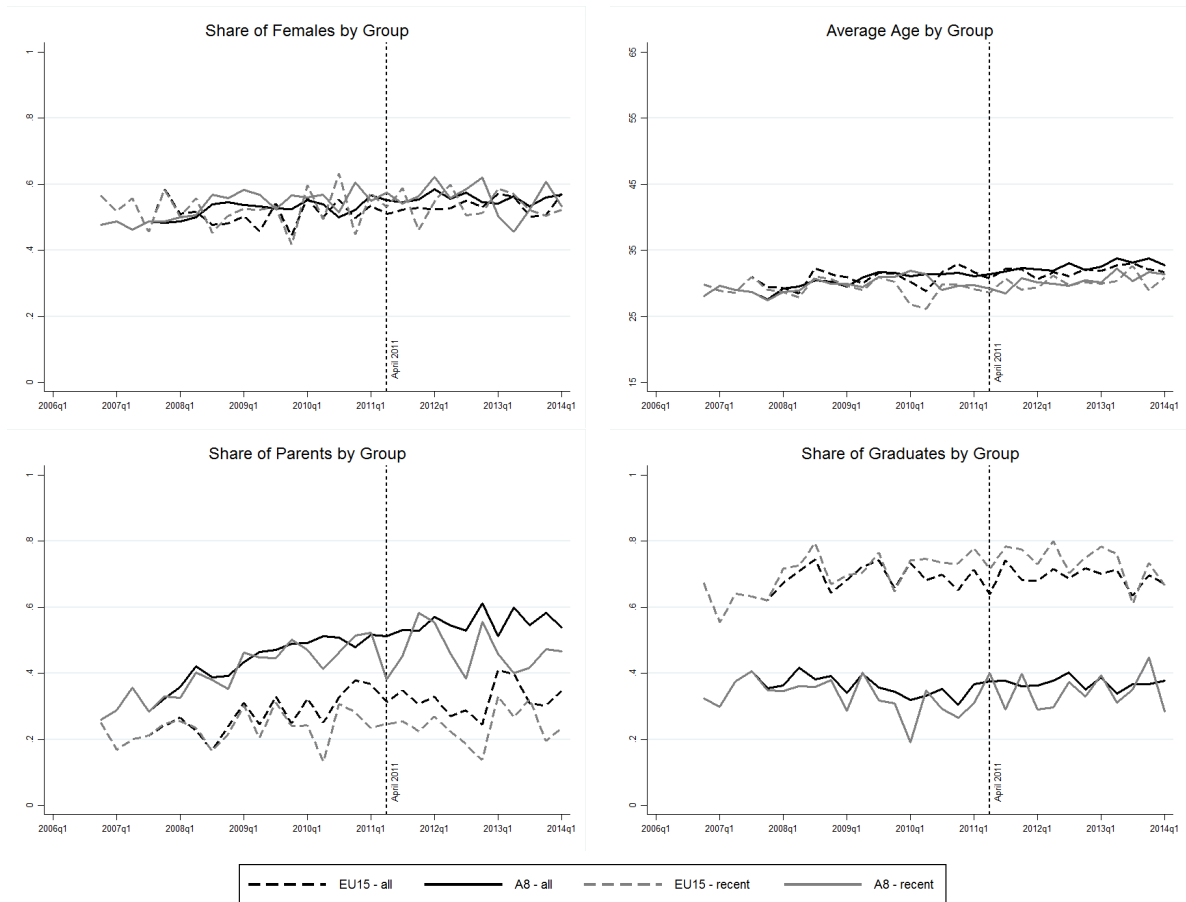 Share of Females by Group
1
.8
.6
.4
.2
0
April 2011
2006q1 2007q1 2008q1 2009q1 2010q1 2011q1 2012q1 2013q1 2014q1
Average Age by Group
65
55
45
35
25
15
April 2011
2006q1 2007q1 2008q1 2009q1 2010q1 2011q1 2012q1 2013q1 2014q1
Share of Parents by Group
1
.8
.6
.4
.2
0
April 2011
2006q1 2007q1 2008q1 2009q1 2010q1 2011q1 2012q1 2013q1 2014q1
Share of Graduates by Group
1
.8
.6
.4
.2
0
April 2011
2006q1 2007q1 2008q1 2009q1 2010q1 2011q1 2012q1 2013q1 2014q1
EU15 - all A8 - all EU15 - recent A8 - recent